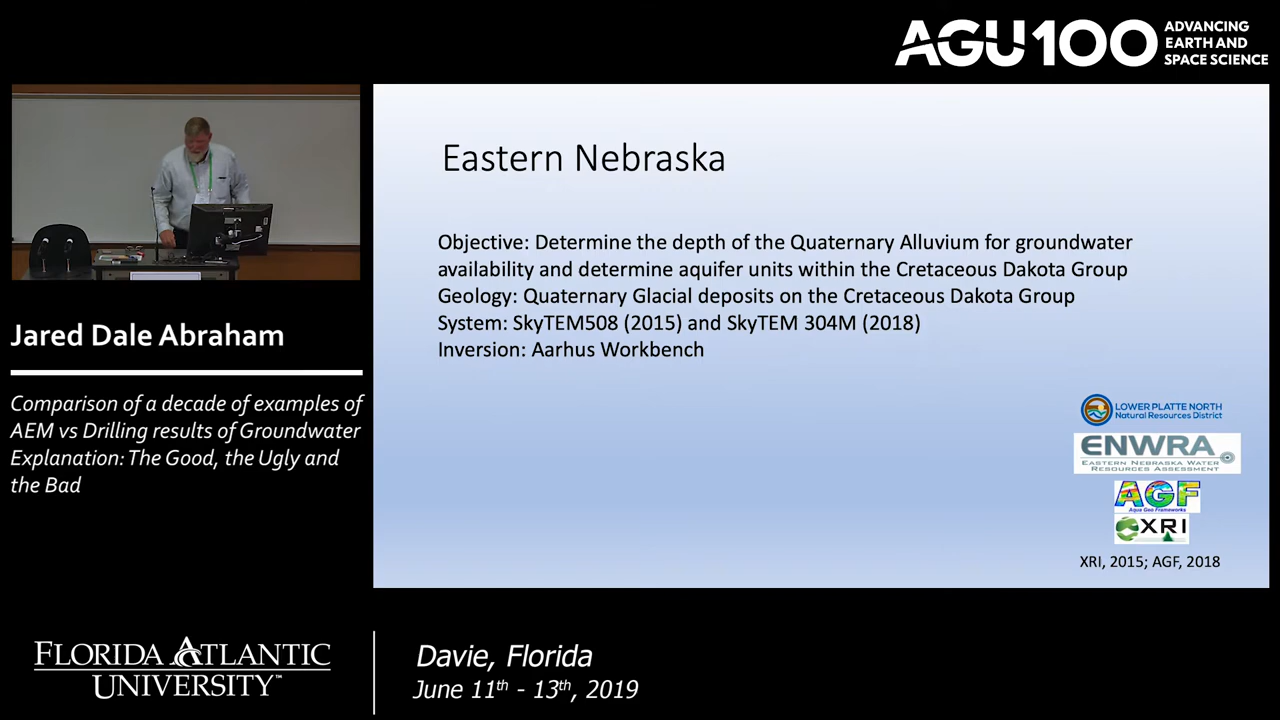 AGU100 ADVANCING
EARTH AND
SPACE SCIENCE
Eastern Nebraska
Objective: Determine the depth of the Quaternary Alluvium for groundwater
availability and determine aquifer units within the Cretaceous Dakota Group
Geology: Quaternary Glacial deposits on the Cretaceous Dakota Group
System: SkyTEM508 (2015) and SkyTEM 304M (2018)
Inversion: Aarhus Workbench
LOWER PLATTE NORTH
Natural Resources District
ENWRA
EASTERN NEBRASKA WATER
RESOURCES ASSESSMENT
AGF
Aqua Geo Frameworks
XRI
XRI, 2015; AGF, 2018
Jared Dale Abraham
Comparison of a decade of examples of
AEM vs Drilling results of Groundwater
Explanation: The Good, the Ugly and
the Bad
FLORIDA ATLANTIC
UNIVERSITY™
Davie, Florida
June 11th - 13th, 2019